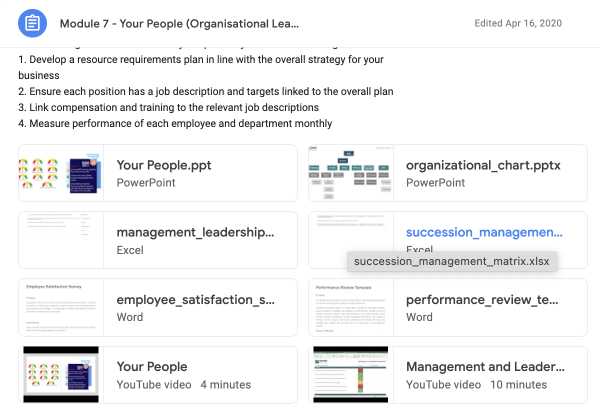 Module 7 - Your People (Organisational Lea...
Edited Apr 16, 2020
1. Develop a resource requirements plan in line with the overall strategy for your
business
2. Ensure each position has a job description and targets linked to the overall plan
3. Link compensation and training to the relevant job descriptions
4. Measure performance of each employee and department monthly
Your People.ppt
PowerPoint
organizational_chart.pptx
PowerPoint
management_leadership...
Excel
succession_managemen...
Excel
succession_management_matrix.xlsx
Employee Satisfaction Survey
employee_satisfaction_s...
Word
Performance Review Template
performance_review_te...
Word
Your People
YouTube video 4 minutes
Management and Leader...
YouTube video 10 minutes